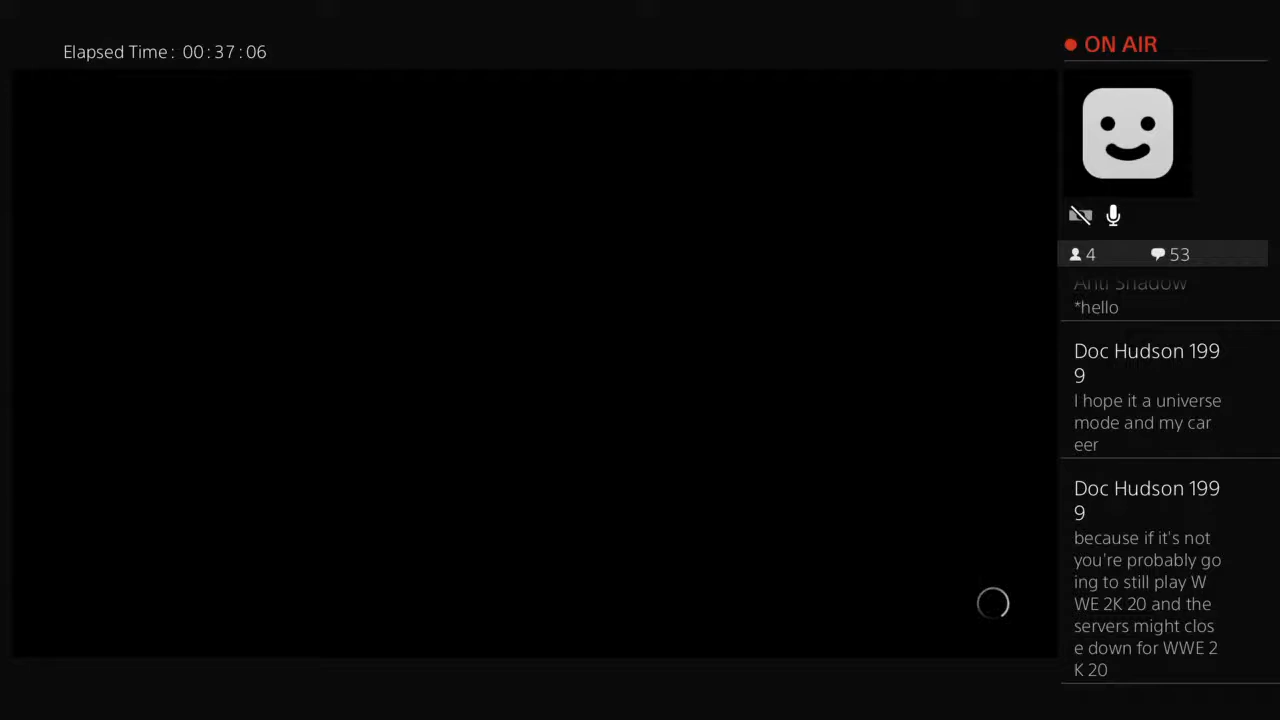 Elapsed Time: 00:37:06
ON AIR
4 53
Anti Shadow
*hello
Doc Hudson 199
9
I hope it a universe
mode and my car
eer
Doc Hudson 199
9
because if it's not
you're probably go
ing to still play W
WE 2K 20 and the
servers might clos
e down for WWE 2
K 20